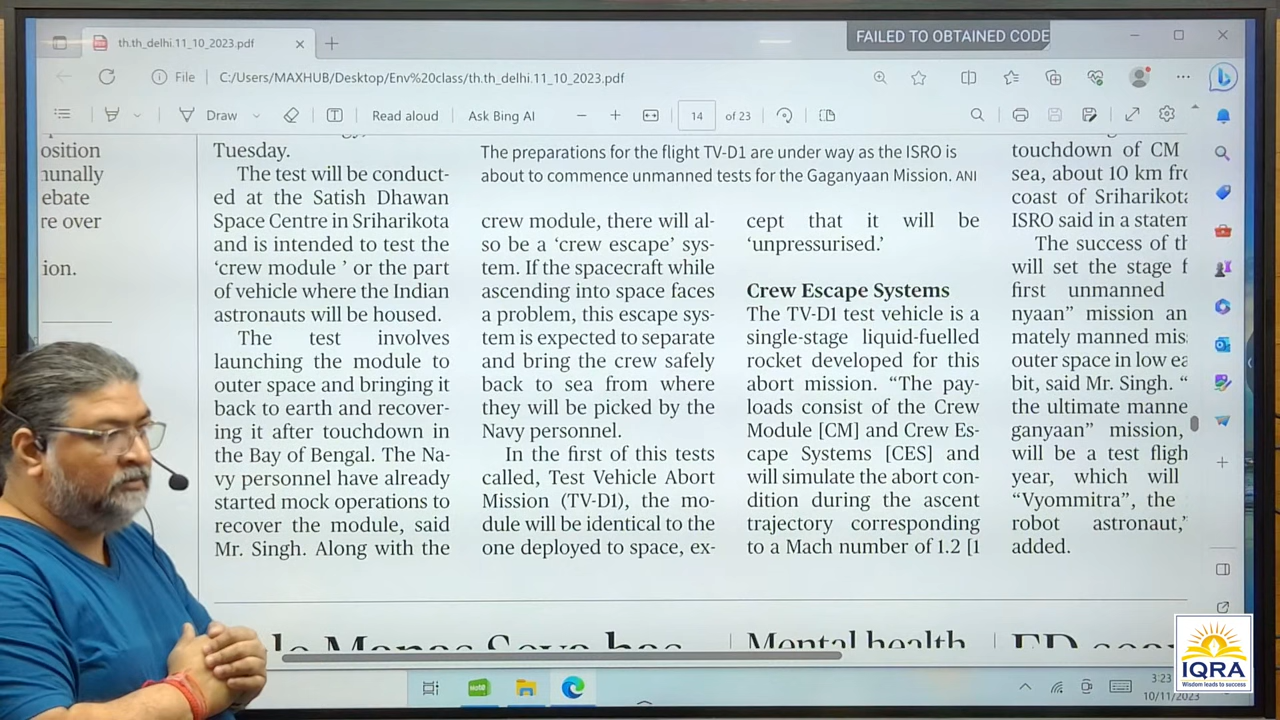 th.th_delhi.11_10_2023.pdf
FAILED TO OBTAINED CODE
File
C:/Users/MAXHUB/Desktop/Env%20class/th.th_delhi.11_10_2023.pdf
Draw
Read aloud
Ask Bing AI
14
of 23
osition
nunally
ebate
re over
ion.
Tuesday.
The test will be conduct-
ed at the Satish Dhawan
Space Centre in Sriharikota
and is intended to test the
‘crew module ’ or the part
of vehicle where the Indian
astronauts will be housed.
The test involves
launching the module to
outer space and bringing it
back to earth and recover-
ing it after touchdown in
the Bay of Bengal. The Na-
vy personnel have already
started mock operations to
recover the module, said
Mr. Singh. Along with the
The preparations for the flight TV-D1 are under way as the ISRO is
about to commence unmanned tests for the Gaganyaan Mission. ANI
crew module, there will al-
so be a ‘crew escape’ sys-
tem. If the spacecraft while
ascending into space faces
a problem, this escape sys-
tem is expected to separate
and bring the crew safely
back to sea from where
they will be picked by the
Navy personnel.
In the first of this tests
called, Test Vehicle Abort
Mission (TV-D1), the mo-
dule will be identical to the
one deployed to space, ex-
cept that it will be
‘unpressurised.’
Crew Escape Systems
The TV-D1 test vehicle is a
single-stage liquid-fuelled
rocket developed for this
abort mission. “The pay-
loads consist of the Crew
Module [CM] and Crew Es-
cape Systems [CES] and
will simulate the abort con-
dition during the ascent
trajectory corresponding
to a Mach number of 1.2 [1
touchdown of CM
sea, about 10 km fro
coast of Sriharikota
ISRO said in a statem
The success of th
will set the stage f
first unmanned
nyaan” mission an
mately manned mis
outer space in low ea
bit, said Mr. Singh. “
the ultimate manne
ganyaan” mission,
will be a test fligh
year, which will
“Vyommitra”, the
robot astronaut,”
added.
Mental health
3:23
10/11/2023
IQRA
Wisdom leads to success